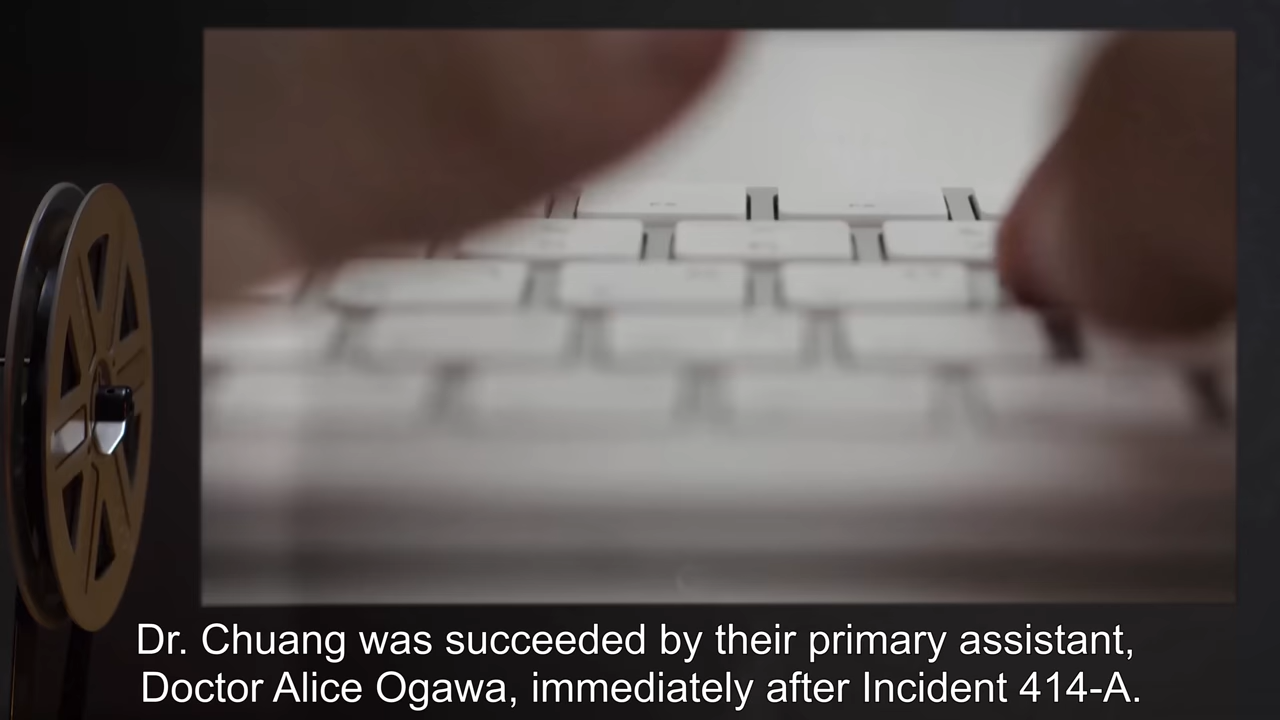 Dr. Chuang was succeeded by their primary assistant,
Doctor Alice Ogawa, immediately after Incident 414-A.